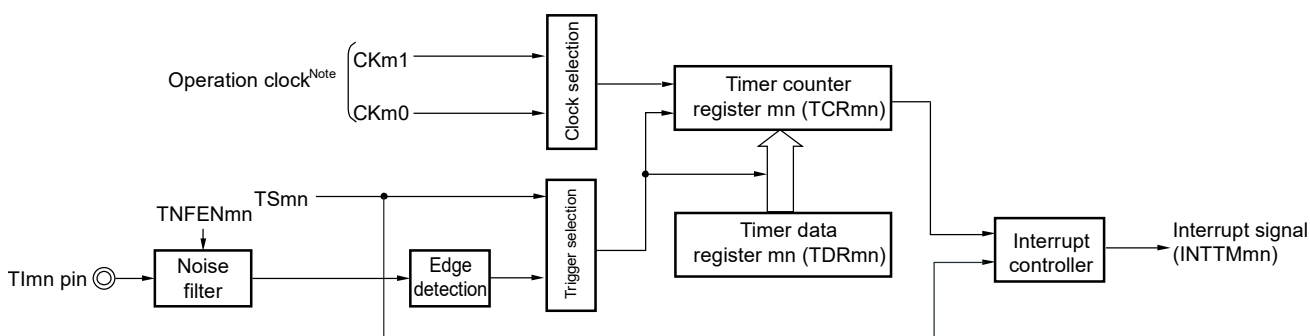 Operation clock^Note
CKm1
CKm0
Clock selection
Timer counter
register mn (TCRmn)
TSmn
TNFENmn
TImn pin
Noise
filter
Edge
detection
Trigger selection
Timer data
register mn (TDRmn)
Interrupt
controller
Interrupt signal
(INTTMmn)